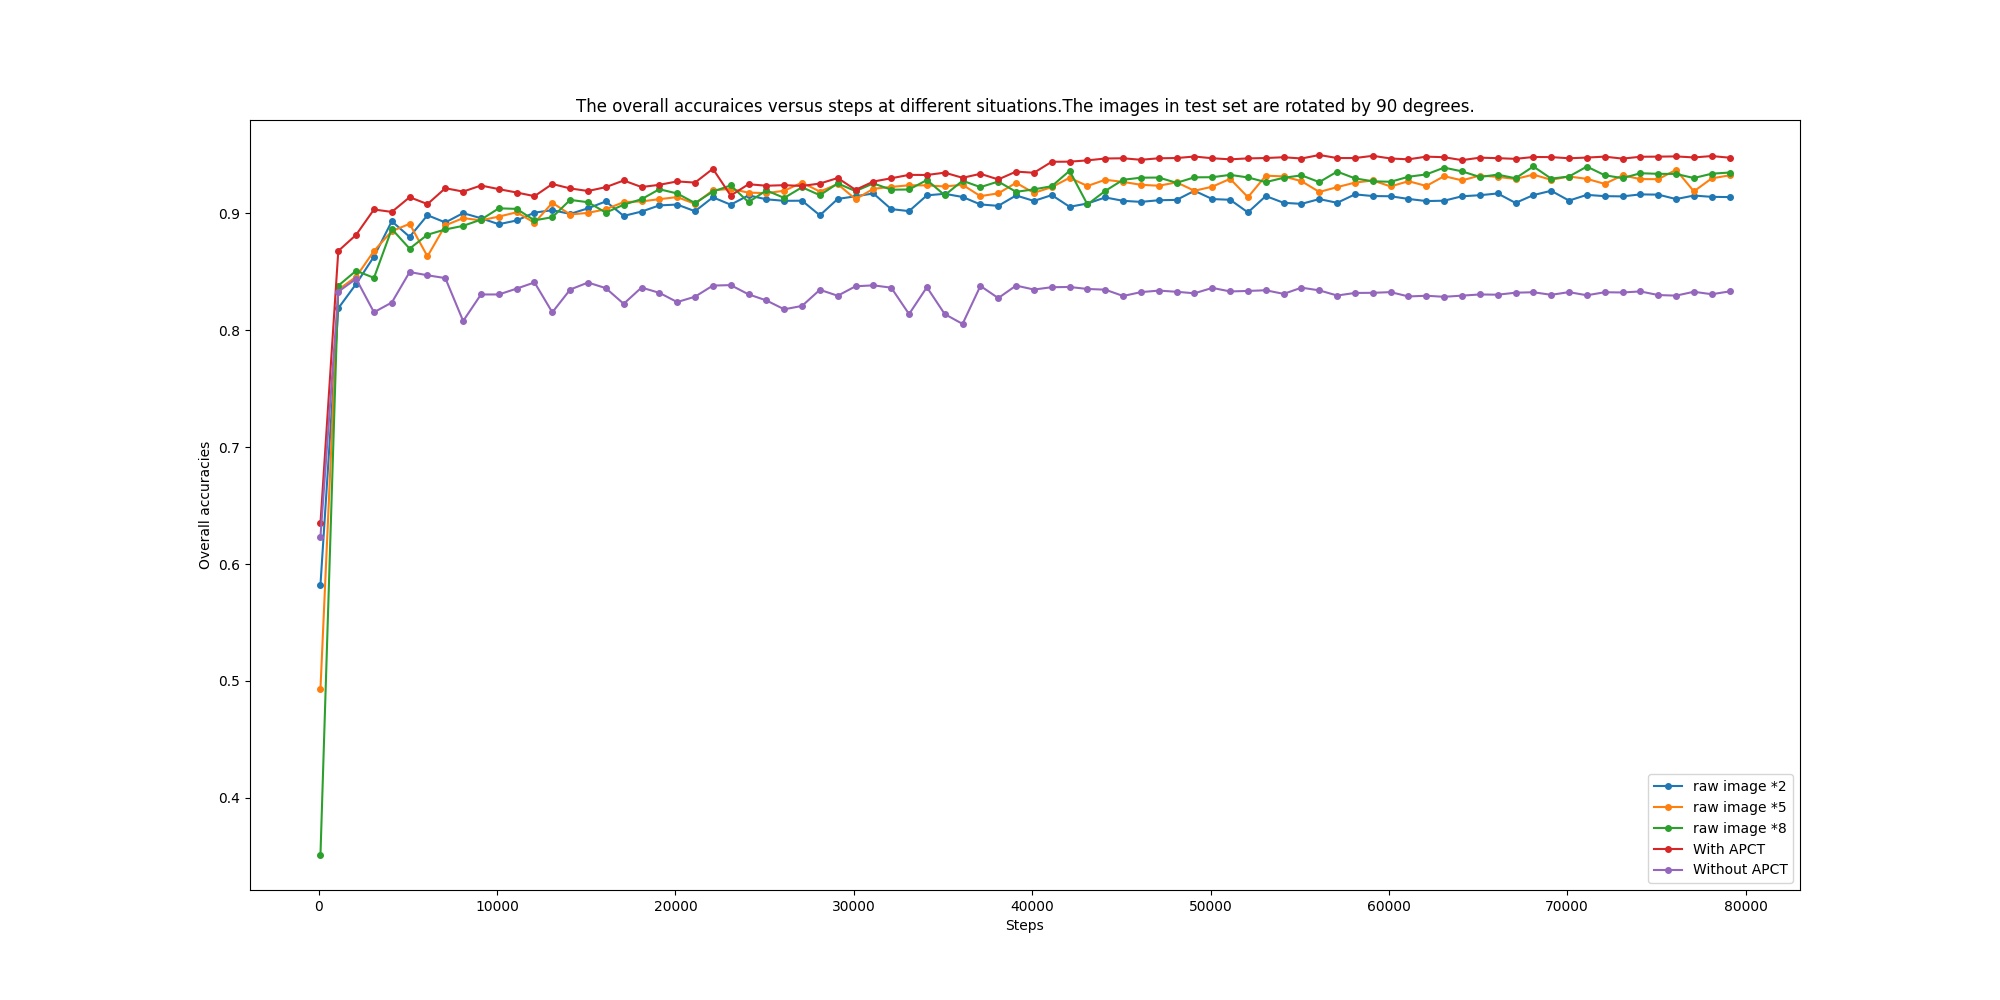 The overall accuraices versus steps at different situations.The images in test set are rotated by 90 degrees.
Overall accuracies
0.9
0.8
0.7
0.6
0.5
0.4
0
10000
20000
30000
40000
50000
60000
70000
80000
Steps
raw image *2
raw image *5
raw image *8
With APCT
Without APCT